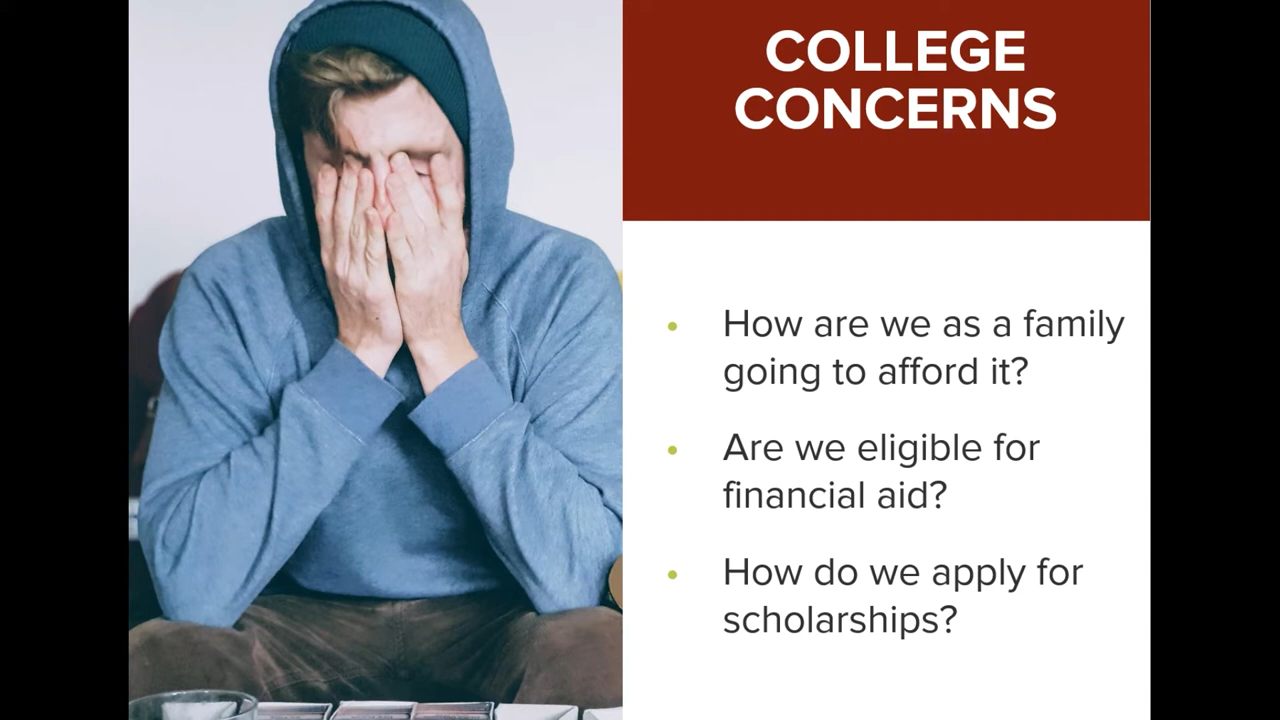 COLLEGE
CONCERNS
• How are we as a family
going to afford it?
• Are we eligible for
financial aid?
• How do we apply for
scholarships?